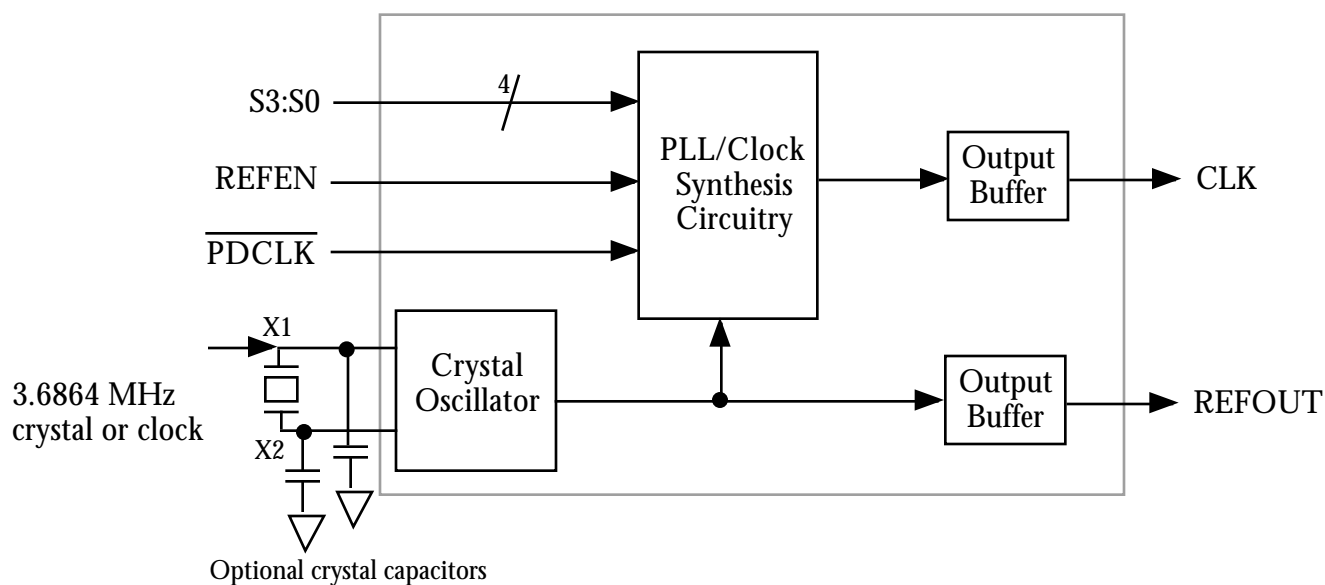 4
S3:S0
REFEN
PDCLK
PLL/Clock
Synthesis
Circuitry
Output
Buffer
CLK
X1
3.6864 MHz
crystal or clock
X2
Crystal
Oscillator
Output
Buffer
REFOUT
Optional crystal capacitors